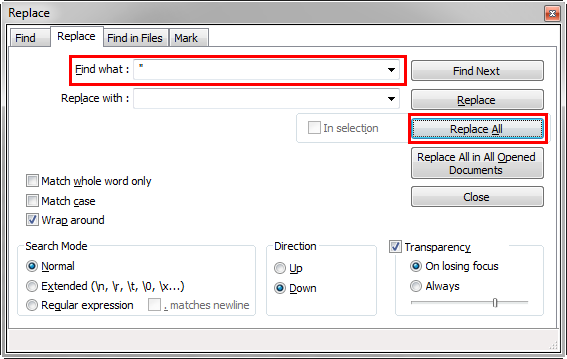 Replace
Find Replace Find in Files Mark
Find what : " Find Next
Replace with : Replace
In selection Replace All
Replace All in All Opened
Documents
Match whole word only
Match case Close
Wrap around
Search Mode Direction Transparency
Normal Up On losing focus
Extended (\n, \r, \t, \0, \x...) Down Always
Regular expression . matches newline